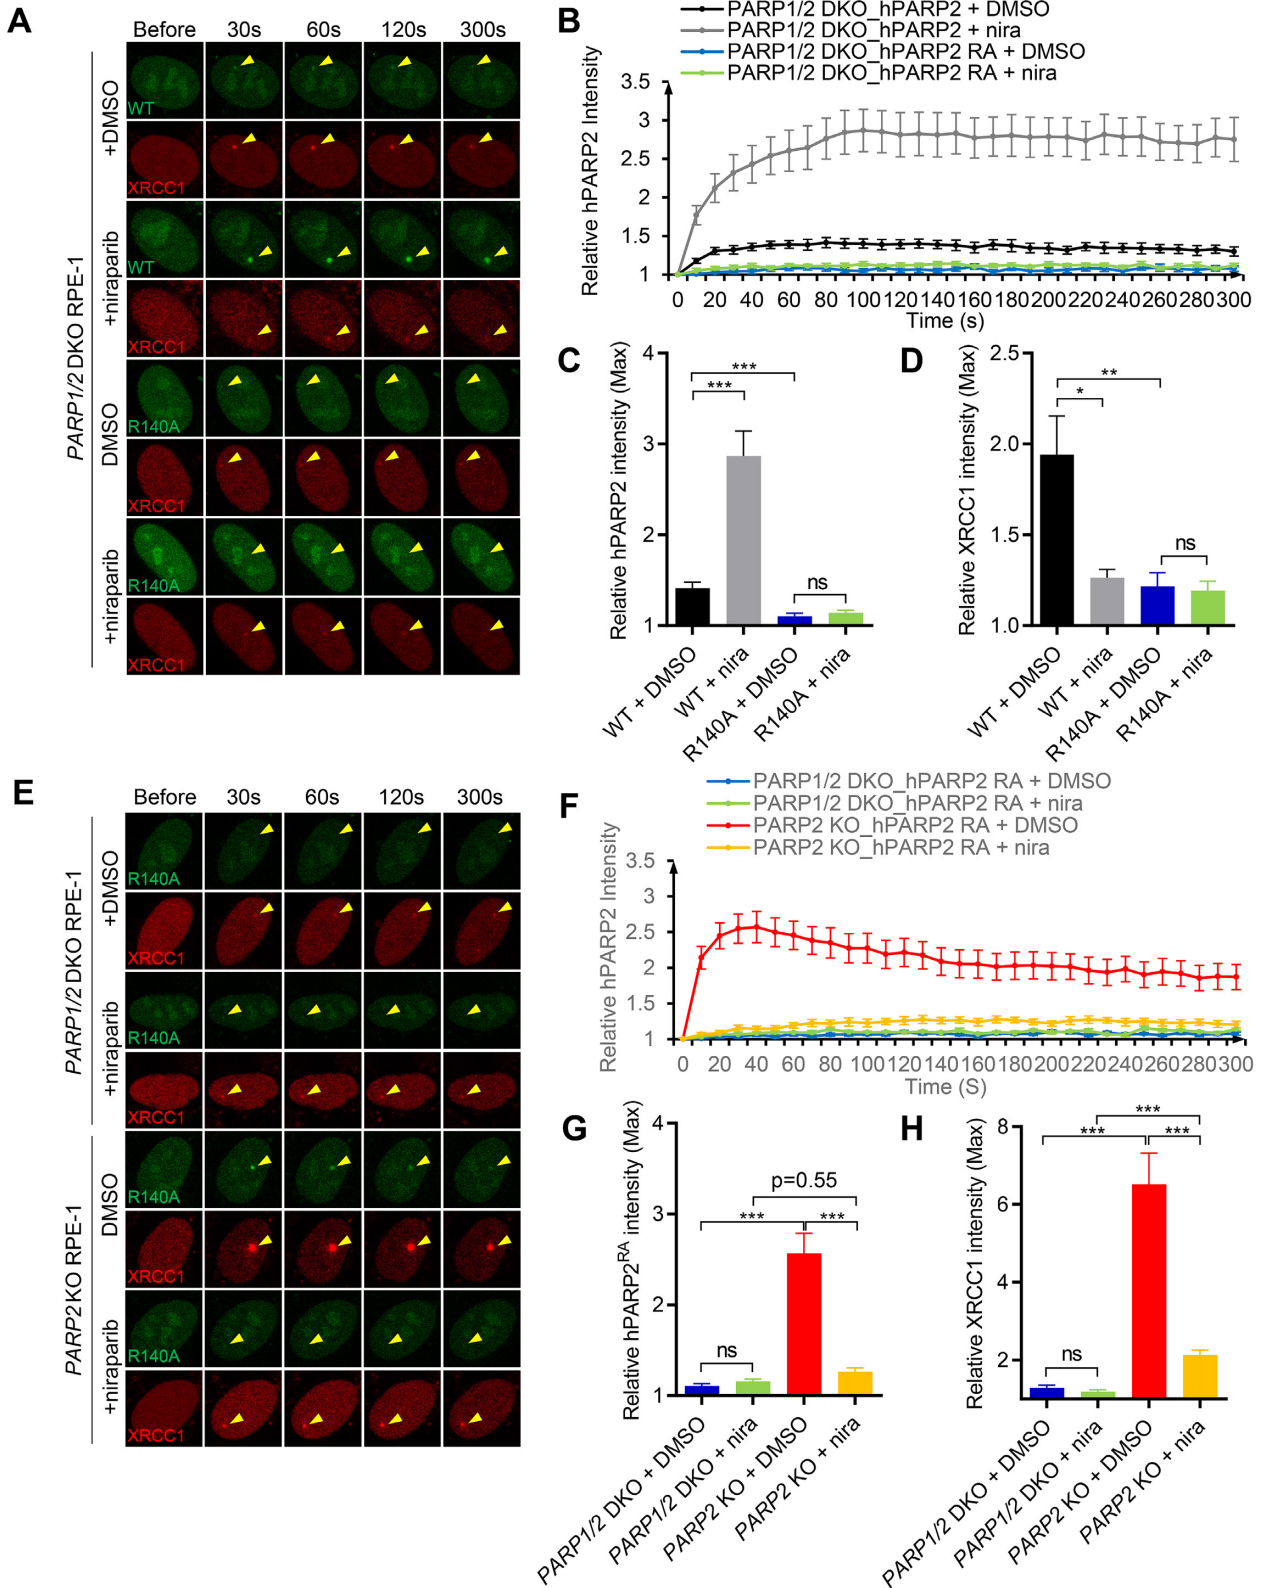 A
Before 30s 60s 120s 300s
PARP1/2 DKO RPE-1
+DMSO
WT
XRCC1
+niraparib
WT
XRCC1
DMSO
R140A
XRCC1
+niraparib
R140A
XRCC1
B
PARP1/2 DKO_hPARP2 + DMSO
PARP1/2 DKO_hPARP2 + nira
PARP1/2 DKO_hPARP2 RA + DMSO
PARP1/2 DKO_hPARP2 RA + nira
Relative hPARP2 Intensity
3.5
3
2.5
2
1.5
1
0 20 40 60 80 100 120 140 160 180 200 220 240 260 280 300
Time (s)
C
Relative hPARP2 intensity (Max)
4
3
2
1
***
***
ns
WT + DMSO
WT + nira
R140A + DMSO
R140A + nira
D
Relative XRCC1 intensity (Max)
2.5
2.0
1.5
1.0
**
*
ns
WT + DMSO
WT + nira
R140A + DMSO
R140A + nira
E
Before 30s 60s 120s 300s
PARP1/2 DKO RPE-1
+DMSO
R140A
XRCC1
+niraparib
R140A
XRCC1
PARP2 KO RPE-1
DMSO
R140A
XRCC1
+niraparib
R140A
XRCC1
F
PARP1/2 DKO_hPARP2 RA + DMSO
PARP1/2 DKO_hPARP2 RA + nira
PARP2 KO_hPARP2 RA + DMSO
PARP2 KO_hPARP2 RA + nira
Relative hPARP2 Intensity
3.5
3
2.5
2
1.5
1
0 20 40 60 80 100 120 140 160 180 200 220 240 260 280 300
Time (S)
G
Relative hPARP2RA intensity (Max)
4
3
2
1
p=0.55
*** ***
ns
PARP1/2 DKO + DMSO
PARP1/2 DKO + nira
PARP2 KO + DMSO
PARP2 KO + nira
H
Relative XRCC1 intensity (Max)
8
6
4
2
***
*** ***
ns
PARP1/2 DKO + DMSO
PARP1/2 DKO + nira
PARP2 KO + DMSO
PARP2 KO + nira